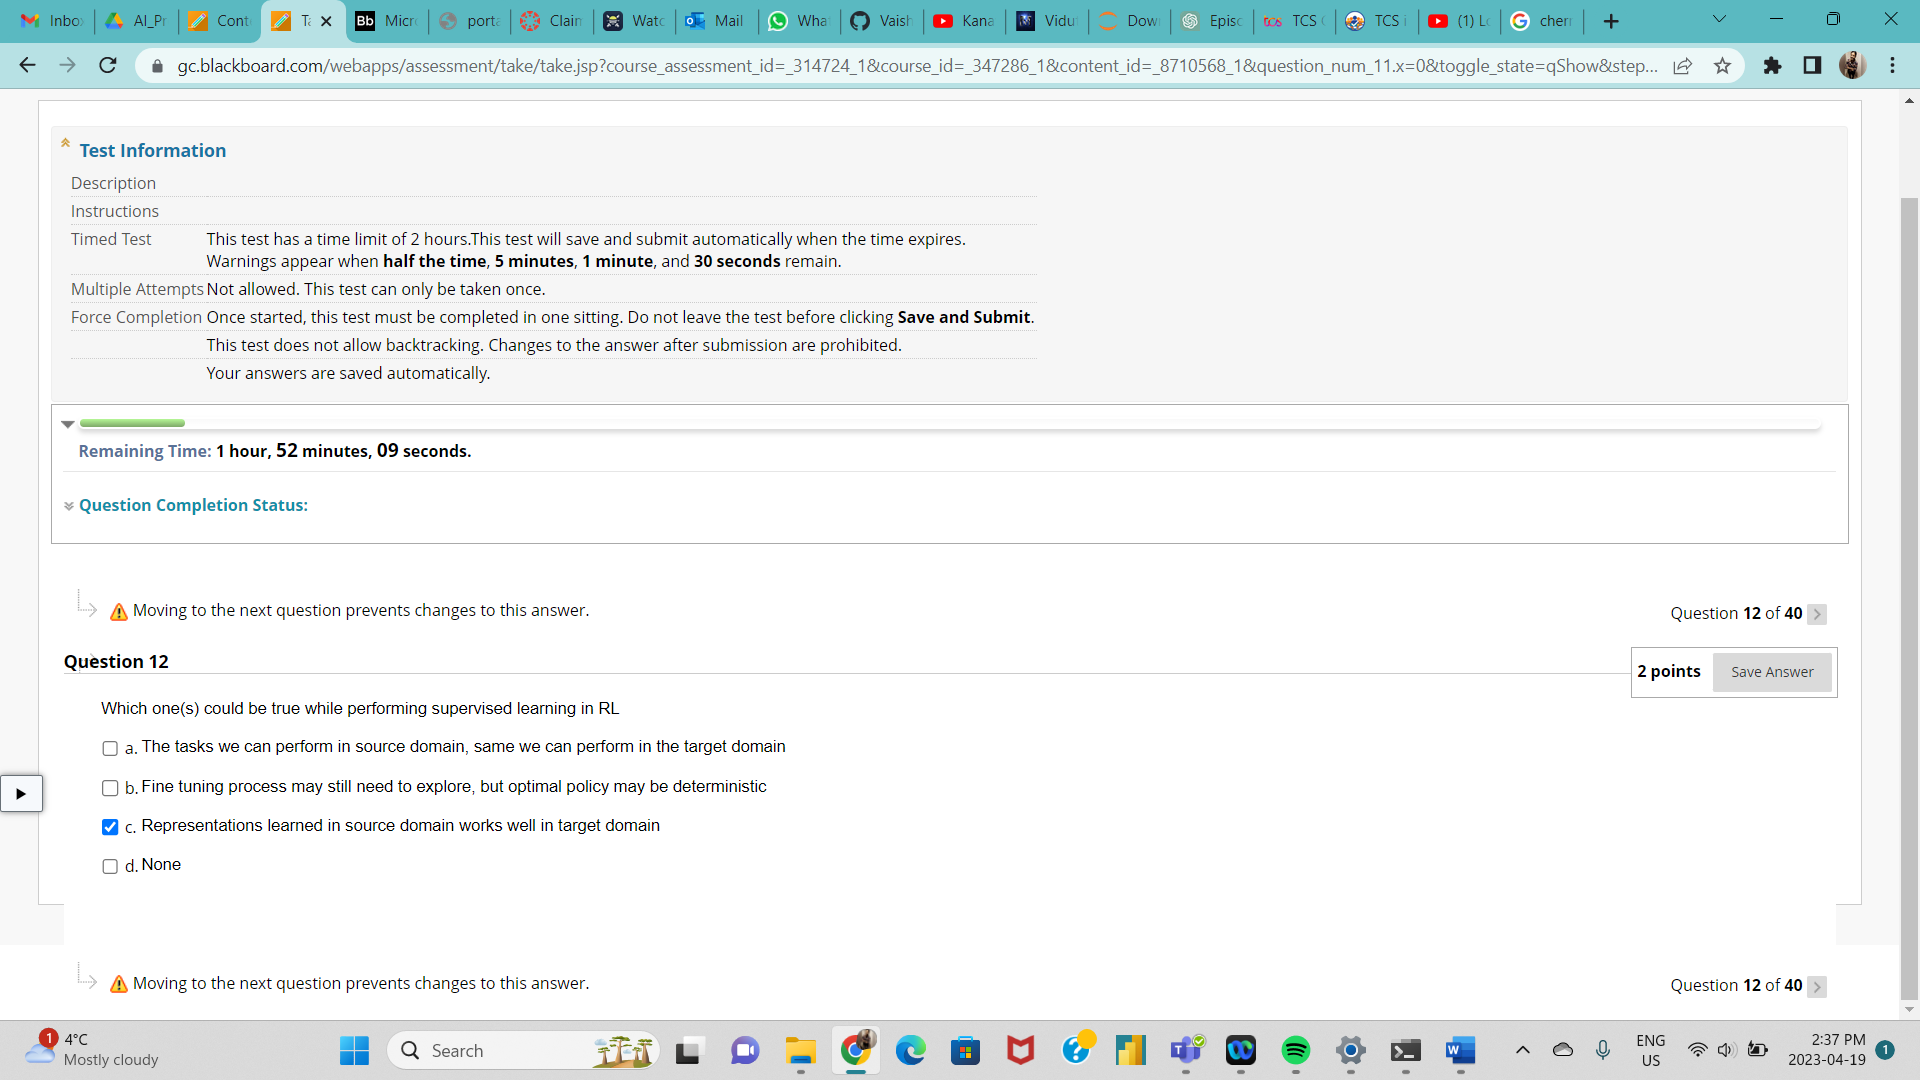 Inbo
AI_Pr
Cont
Ta
Bb Micro
porta
Clain
Watc
Mail
What
Vaish
Kana
Vidu
Dow
Episo
tcs TCS
TCS i
(1) Lo
cherr
gc.blackboard.com/webapps/assessment/take/take.jsp?course_assessment_id=_314724_1&course_id=_347286_1&content_id=_8710568_1&question_num_11.x=0&toggle_state=qShow&step...
Test Information
Description
Instructions
Timed Test This test has a time limit of 2 hours.This test will save and submit automatically when the time expires.
Warnings appear when half the time, 5 minutes, 1 minute, and 30 seconds remain.
Multiple Attempts Not allowed. This test can only be taken once.
Force Completion Once started, this test must be completed in one sitting. Do not leave the test before clicking Save and Submit.
This test does not allow backtracking. Changes to the answer after submission are prohibited.
Your answers are saved automatically.
Remaining Time: 1 hour, 52 minutes, 09 seconds.
Question Completion Status:
Moving to the next question prevents changes to this answer.
Question 12 of 40
Question 12
2 points Save Answer
Which one(s) could be true while performing supervised learning in RL
a. The tasks we can perform in source domain, same we can perform in the target domain
b. Fine tuning process may still need to explore, but optimal policy may be deterministic
c. Representations learned in source domain works well in target domain
d. None
Moving to the next question prevents changes to this answer.
Question 12 of 40
1
4°C
Mostly cloudy
Search
ENG
US
2:37 PM
2023-04-19
1